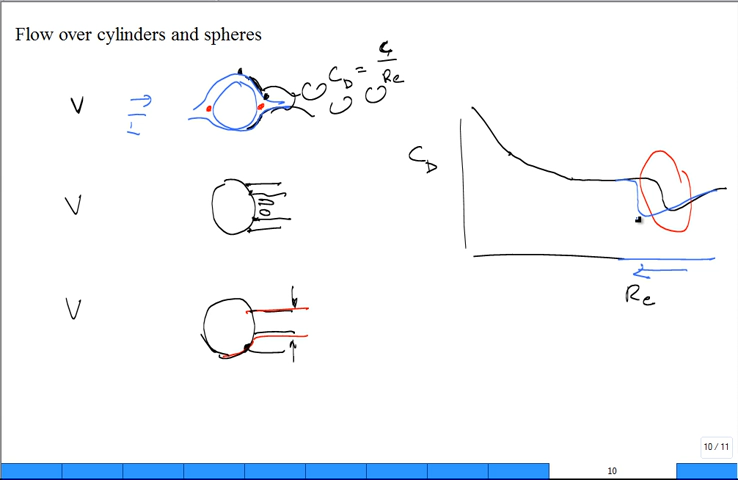 Flow over cylinders and spheres
V
C_D = 4/Re
C_D
V
V
Re
10 / 11
10